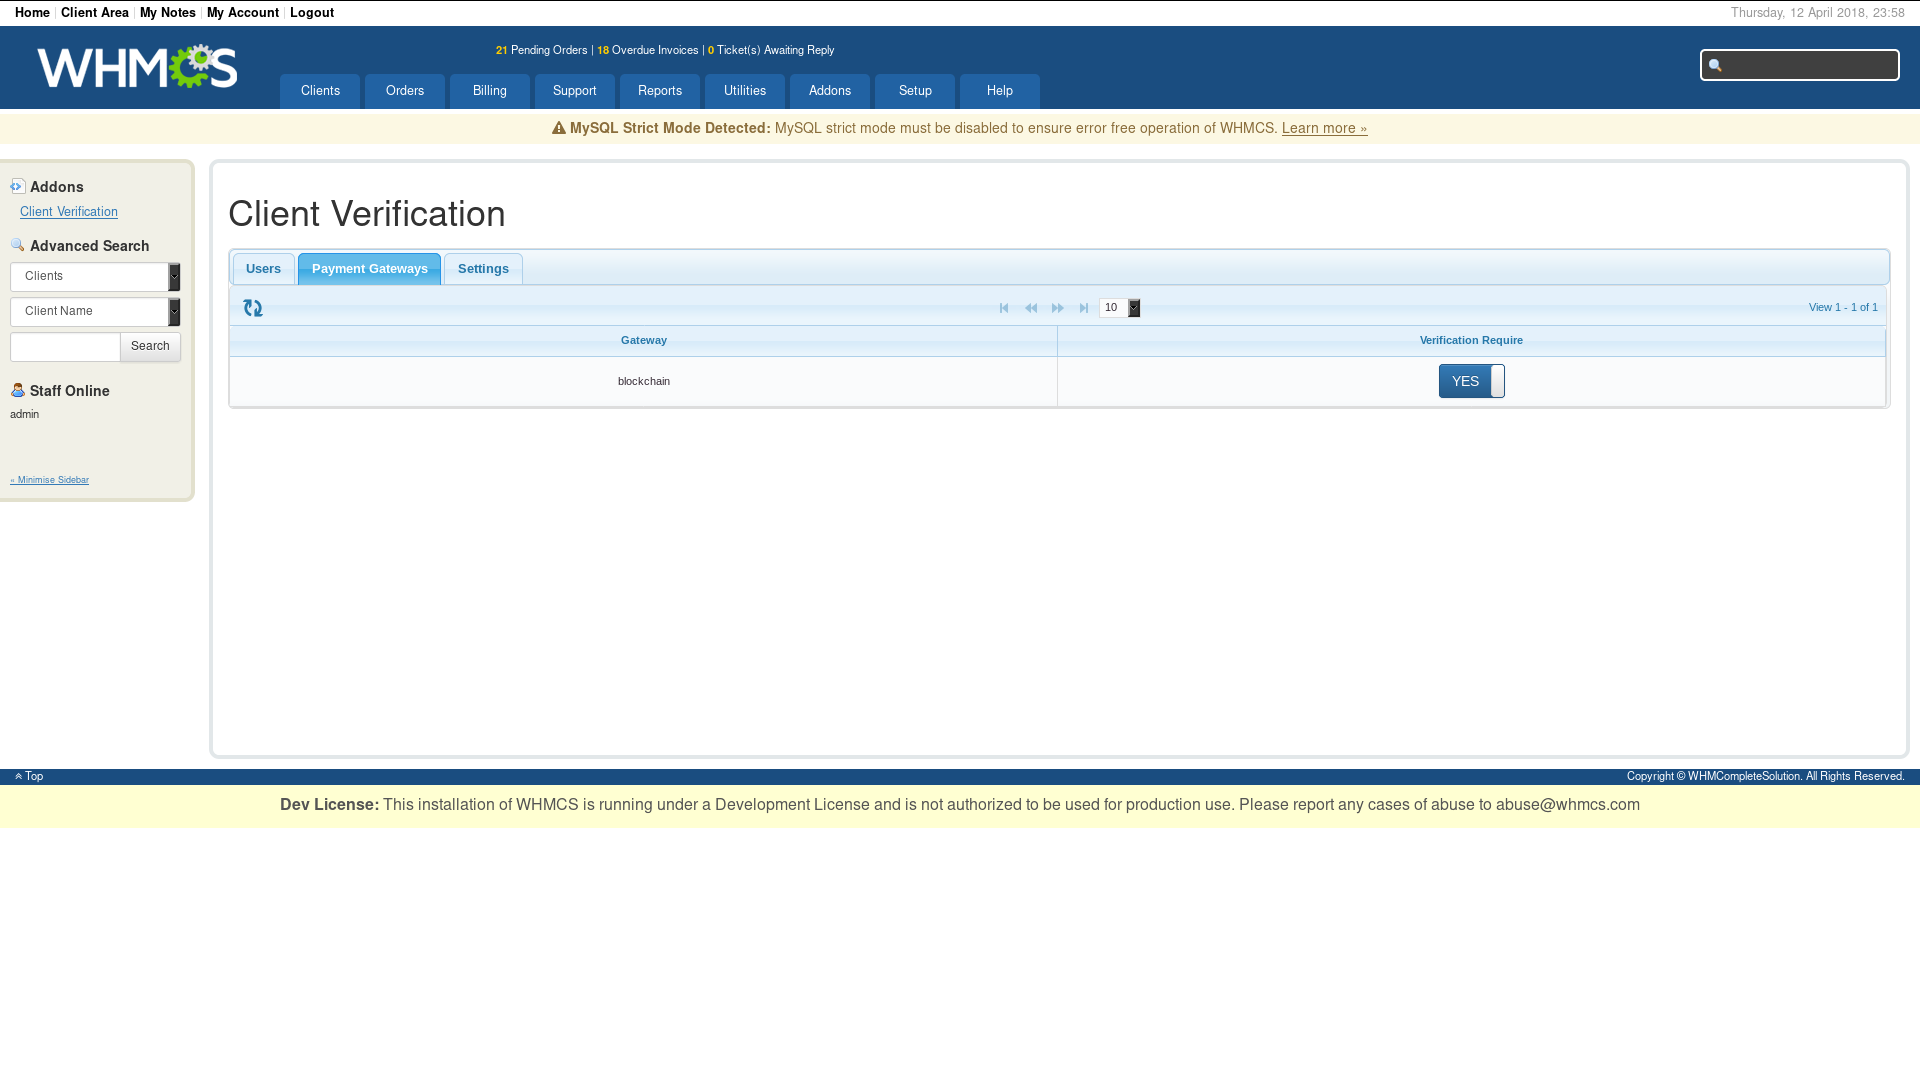 Home | Client Area | My Notes | My Account | Logout
Thursday, 12 April 2018, 23:58
WHMCS
21 Pending Orders | 18 Overdue Invoices | 0 Ticket(s) Awaiting Reply
Clients Orders Billing Support Reports Utilities Addons Setup Help
MySQL Strict Mode Detected: MySQL strict mode must be disabled to ensure error free operation of WHMCS. Learn more »
Addons
Client Verification
Advanced Search
Clients
Client Name
Search
Staff Online
admin
« Minimise Sidebar
Client Verification
Users Payment Gateways Settings
10
View 1 - 1 of 1
Gateway Verification Require
blockchain YES
Top
Copyright © WHMCompleteSolution. All Rights Reserved.
Dev License: This installation of WHMCS is running under a Development License and is not authorized to be used for production use. Please report any cases of abuse to abuse@whmcs.com